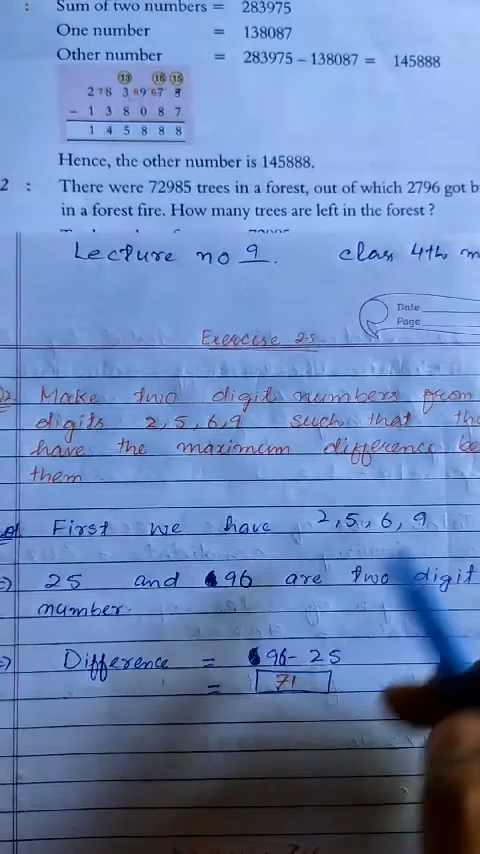 : Sum of two numbers = 283975
One number = 138087
Other number = 283975 – 138087 = 145888
13 16 15
2 7 8 3 8 9 6 7 5
– 1 3 8 0 8 7
1 4 5 8 8 8
Hence, the other number is 145888.
2 : There were 72985 trees in a forest, out of which 2796 got b
in a forest fire. How many trees are left in the forest ?
Lecture no 9. class 4th m
Date
Page
Exercise 2.5
Make two digit numbers from
digits 2, 5, 6, 9 such that the
have the maximum difference be
them.
First we have 2, 5, 6, 9
⇒) 25 and 96 are two digit
number.
⇒) Difference = 96 - 25
= 71